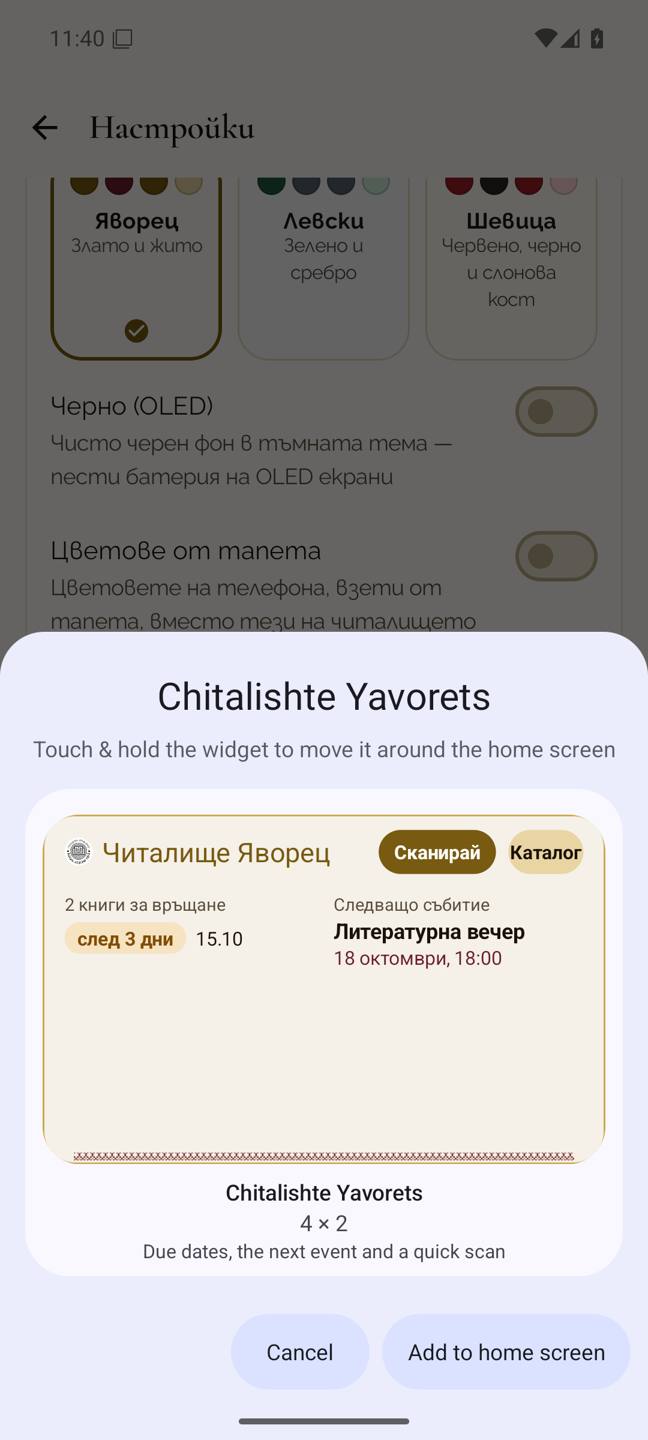 11:40
Настройки
Яворец
Злато и жито
Левски
Зелено и
сребро
Шевица
Червено, черно
и слонова
кост
Черно (OLED)
Чисто черен фон в тъмната тема —
пести батерия на OLED екрани
Цветове от тапета
Цветовете на телефона, взети от
тапета, вместо тези на читалището
Chitalishte Yavorets
Touch & hold the widget to move it around the home screen
Читалище Яворец
Сканирай
Каталог
2 книги за връщане
след 3 дни 15.10
Следващо събитие
Литературна вечер
18 октомври, 18:00
Chitalishte Yavorets
4 × 2
Due dates, the next event and a quick scan
Cancel
Add to home screen